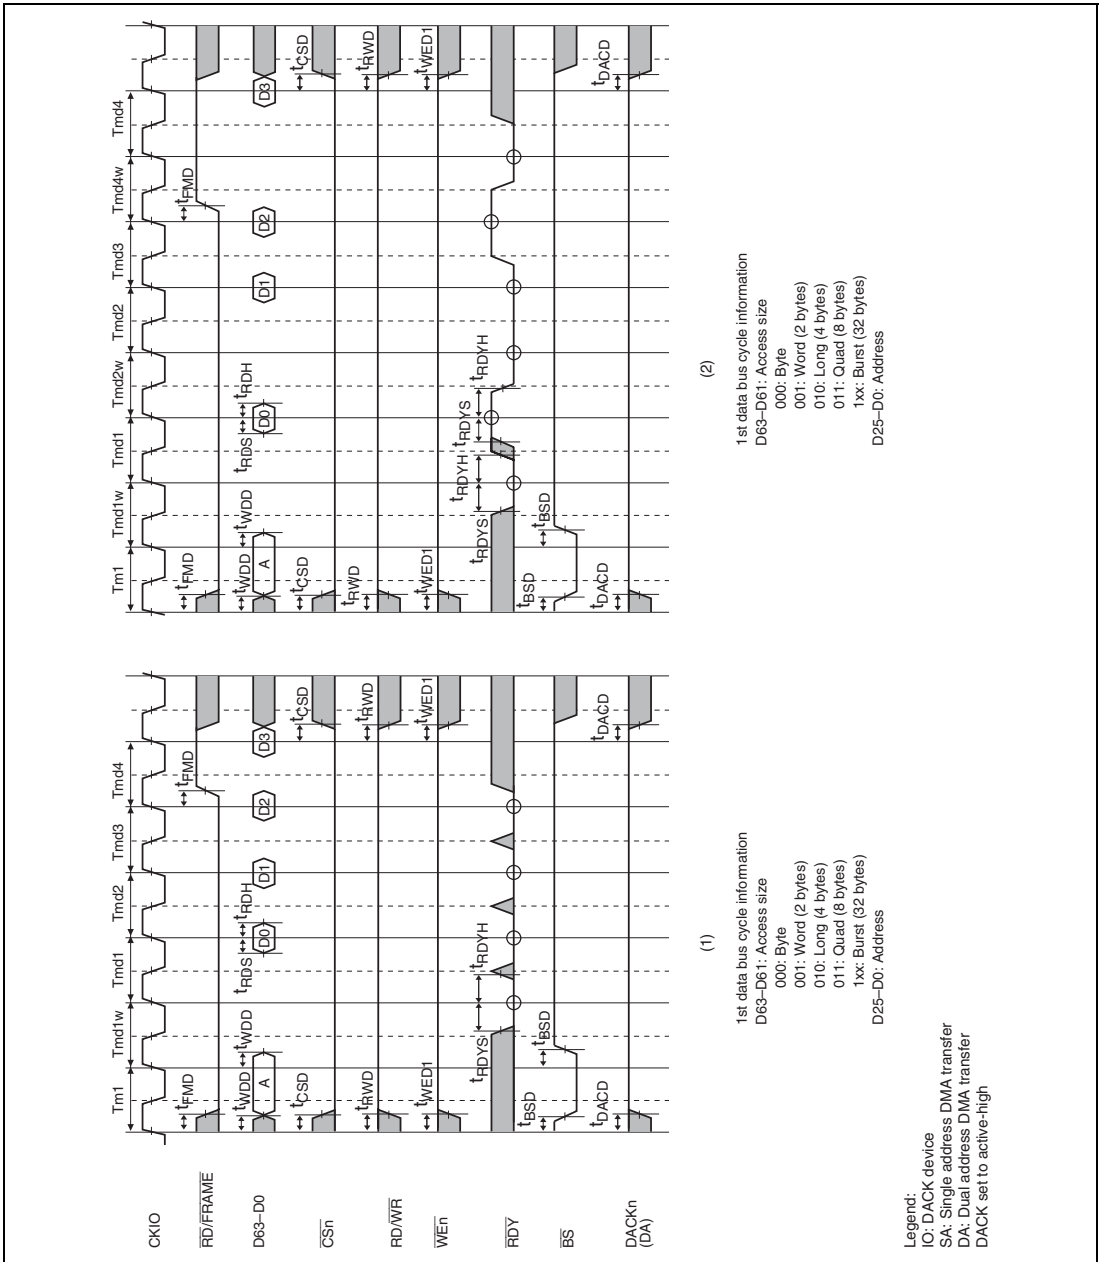 CKIO
RD/FRAME
D63–D0
CSn
RD/WR
WEn
RDY
BS
DACKn
(DA)
Tm1 Tmd1w Tmd1 Tmd2 Tmd3 Tmd4
tFMD tFMD
tWDD tWDD tRDS tRDH
A D0 D1 D2 D3
tCSD tCSD
tRWD tRWD
tWED1 tWED1
tRDYS tRDYH
tBSD tBSD
tDACD tDACD
(1)
1st data bus cycle information
D63–D61: Access size
000: Byte
001: Word (2 bytes)
010: Long (4 bytes)
011: Quad (8 bytes)
1xx: Burst (32 bytes)
D25–D0: Address
Tm1 Tmd1w Tmd1 Tmd2w Tmd2 Tmd3 Tmd4w Tmd4
tFMD tFMD
tWDD tWDD tRDS tRDH
A D0 D1 D2 D3
tCSD tCSD
tRWD tRWD
tWED1 tWED1
tRDYS tRDYH tRDYS tRDYH
tBSD tBSD
tDACD tDACD
(2)
1st data bus cycle information
D63–D61: Access size
000: Byte
001: Word (2 bytes)
010: Long (4 bytes)
011: Quad (8 bytes)
1xx: Burst (32 bytes)
D25–D0: Address
Legend:
IO: DACK device
SA: Single address DMA transfer
DA: Dual address DMA transfer
DACK set to active-high